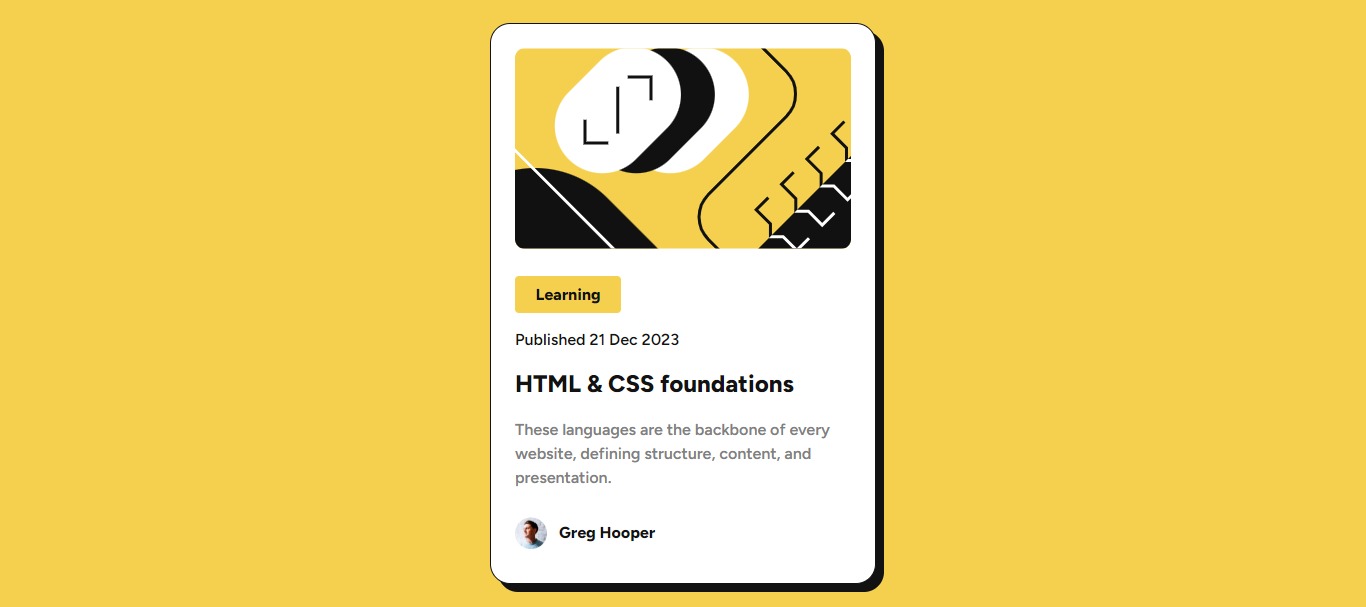 Learning
Published 21 Dec 2023
HTML & CSS foundations
These languages are the backbone of every
website, defining structure, content, and
presentation.
Greg Hooper